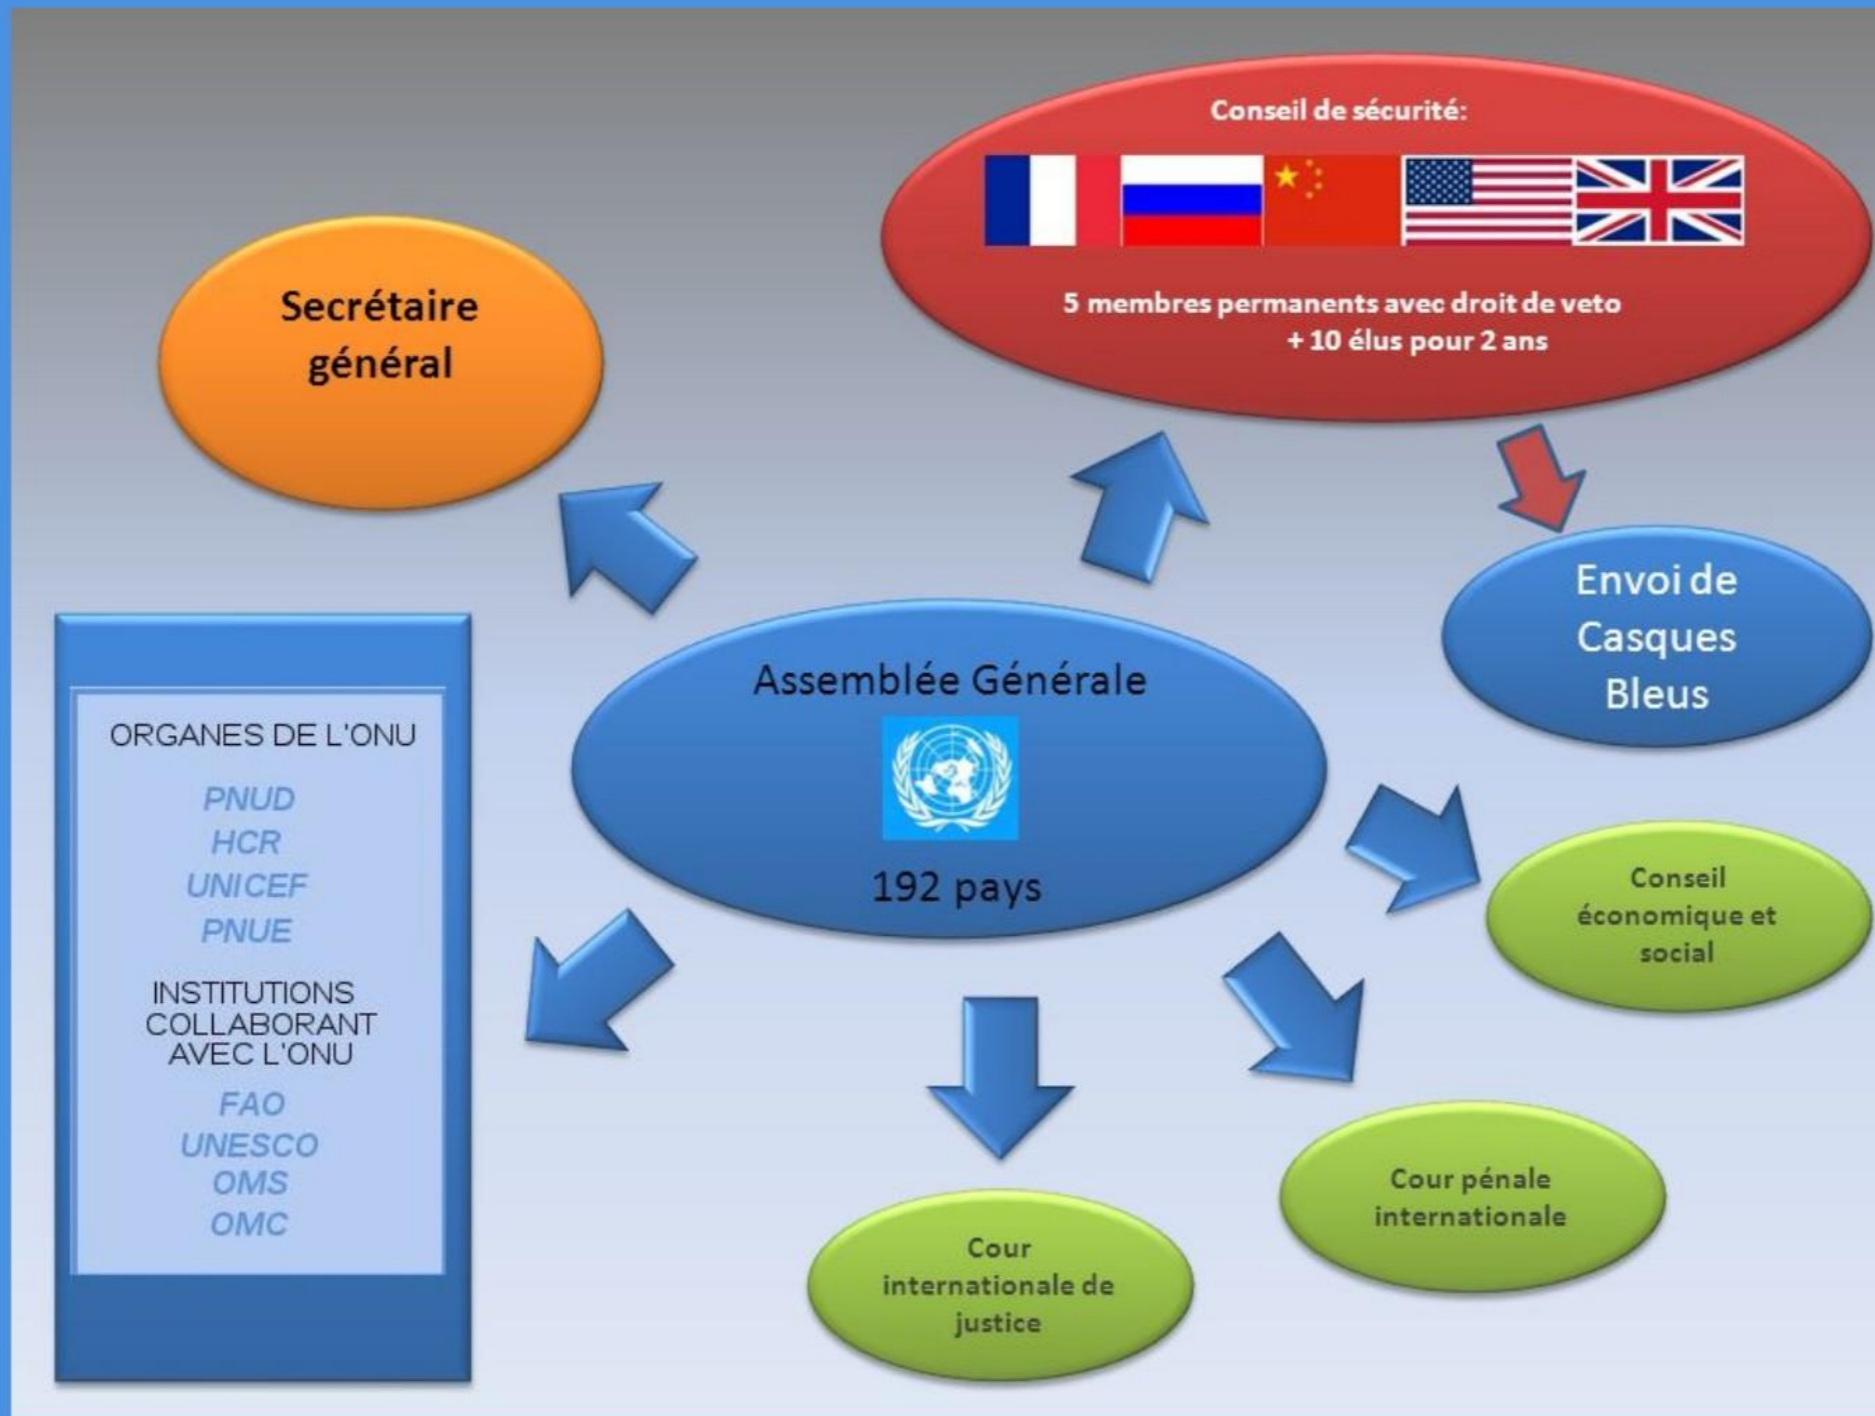 Conseil de sécurité:
5 membres permanents avec droit de veto
+ 10 élus pour 2 ans
Secrétaire
général
Envoi de
Casques
Bleus
Assemblée Générale
192 pays
ORGANES DE L'ONU
PNUD
HCR
UNICEF
PNUE
INSTITUTIONS
COLLABORANT
AVEC L'ONU
FAO
UNESCO
OMS
OMC
Conseil
économique et
social
Cour pénale
internationale
Cour
internationale de
justice